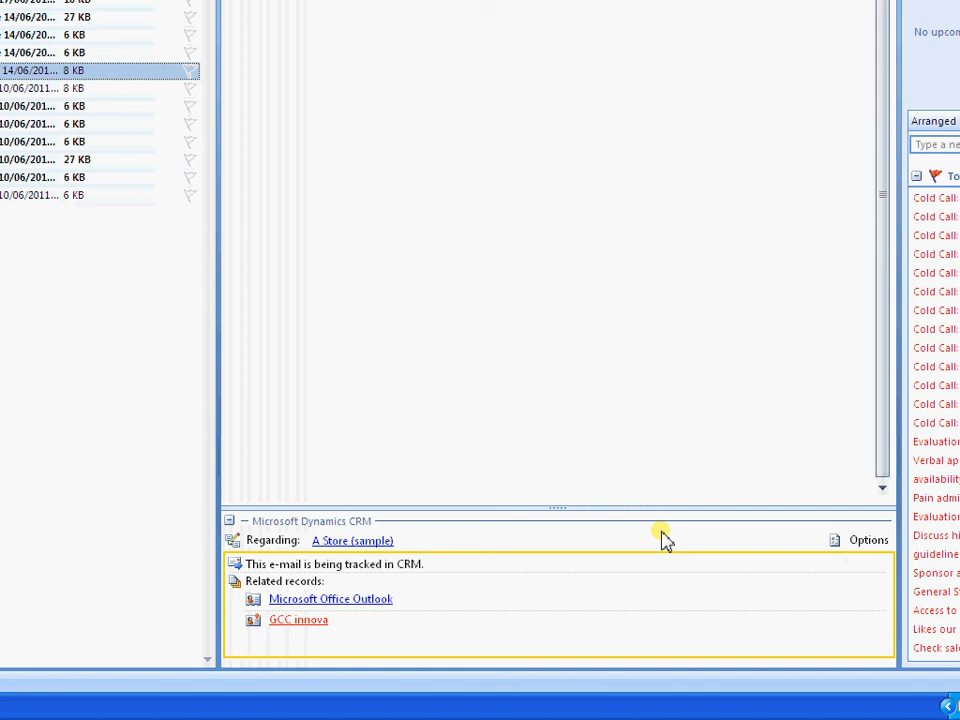 14/06/20... 27 KB
14/06/20... 6 KB
14/06/20... 6 KB
14/06/201... 8 KB
10/06/2011... 8 KB
10/06/201... 6 KB
10/06/201... 6 KB
10/06/201... 6 KB
10/06/201... 27 KB
10/06/201... 6 KB
10/06/2011... 6 KB
Microsoft Dynamics CRM
Regarding: A Store (sample)
Options
This e-mail is being tracked in CRM.
Related records:
Microsoft Office Outlook
GCC innova
No upcom
Arranged
Type a ne
To
Cold Call:
Cold Call:
Cold Call:
Cold Call:
Cold Call:
Cold Call:
Cold Call:
Cold Call:
Cold Call:
Cold Call:
Cold Call:
Cold Call:
Cold Call:
Evaluation
Verbal ap
availability
Pain admi
Evaluation
Discuss hi
guideline
Sponsor a
General S
Access to
Likes our
Check sal